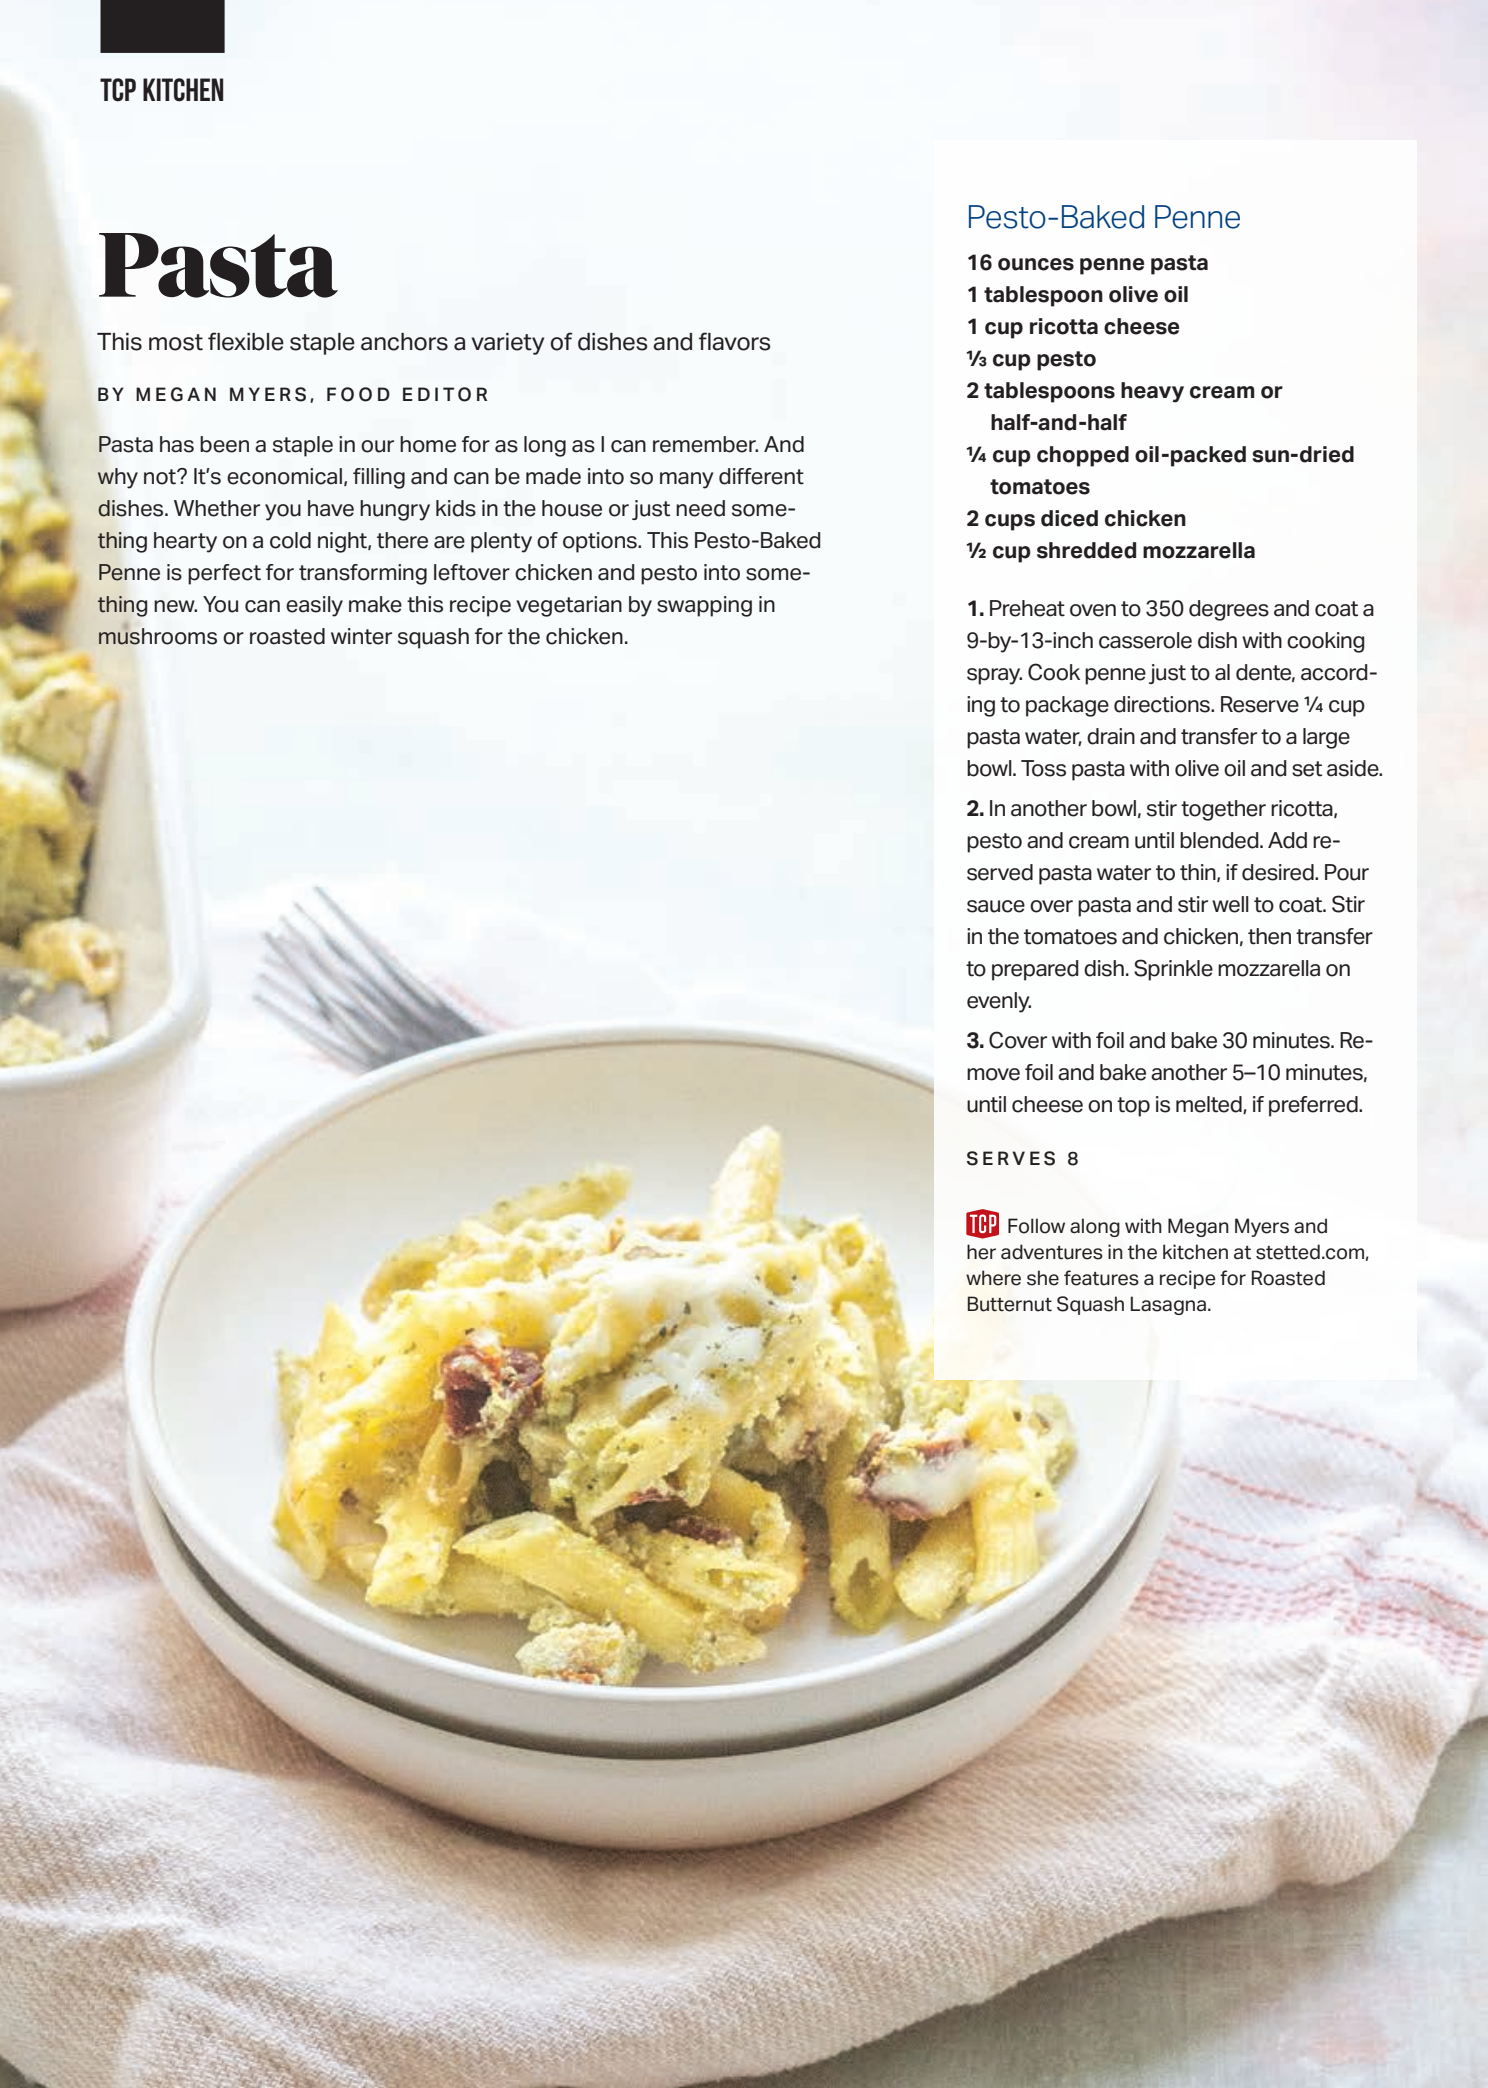 TCP KITCHEN
Pasta
This most flexible staple anchors a variety of dishes and flavors
BY MEGAN MYERS, FOOD EDITOR
Pasta has been a staple in our home for as long as I can remember. And
why not? It’s economical, filling and can be made into so many different
dishes. Whether you have hungry kids in the house or just need some-
thing hearty on a cold night, there are plenty of options. This Pesto-Baked
Penne is perfect for transforming leftover chicken and pesto into some-
thing new. You can easily make this recipe vegetarian by swapping in
mushrooms or roasted winter squash for the chicken.
Pesto-Baked Penne
16 ounces penne pasta
1 tablespoon olive oil
1 cup ricotta cheese
⅓ cup pesto
2 tablespoons heavy cream or
half-and-half
¼ cup chopped oil-packed sun-dried
tomatoes
2 cups diced chicken
½ cup shredded mozzarella
1. Preheat oven to 350 degrees and coat a
9-by-13-inch casserole dish with cooking
spray. Cook penne just to al dente, accord-
ing to package directions. Reserve ¼ cup
pasta water, drain and transfer to a large
bowl. Toss pasta with olive oil and set aside.
2. In another bowl, stir together ricotta,
pesto and cream until blended. Add re-
served pasta water to thin, if desired. Pour
sauce over pasta and stir well to coat. Stir
in the tomatoes and chicken, then transfer
to prepared dish. Sprinkle mozzarella on
evenly.
3. Cover with foil and bake 30 minutes. Re-
move foil and bake another 5–10 minutes,
until cheese on top is melted, if preferred.
SERVES 8
TCP Follow along with Megan Myers and
her adventures in the kitchen at stetted.com,
where she features a recipe for Roasted
Butternut Squash Lasagna.